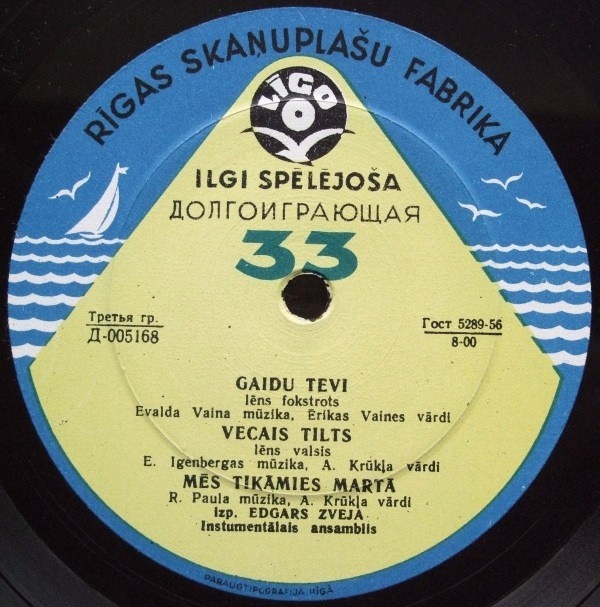 RĪGAS SKAŅUPLAŠU FABRIKA
LĪGO
ILGI SPĒLĒJOŠA
ДОЛГОИГРАЮЩАЯ
33
Третья гр.
Д-005168
Гост 5289-56
8-00
GAIDU TEVI
lēns fokstrots
Evalda Vaina mūzika, Ērikas Vaines vārdi
VECAIS TILTS
lēns valsis
E. Igenbergas mūzika, A. Krūkļa vārdi
MĒS TIKĀMIES MARTĀ
R. Paula mūzika, A. Krūkļa vārdi
izp. EDGARS ZVEJA
Instumentālais ansamblis
PARAUGTIPOGRAFIJA RĪGĀ